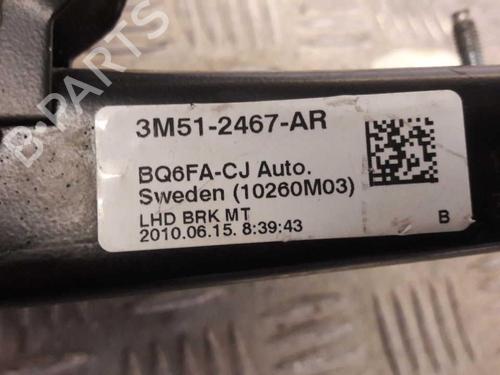 B-PARTS
3M51-2467-AR
BQ6FA-CJ Auto.
Sweden (10260M03)
LHD BRK MT
2010.06.15. 8:39:43
B